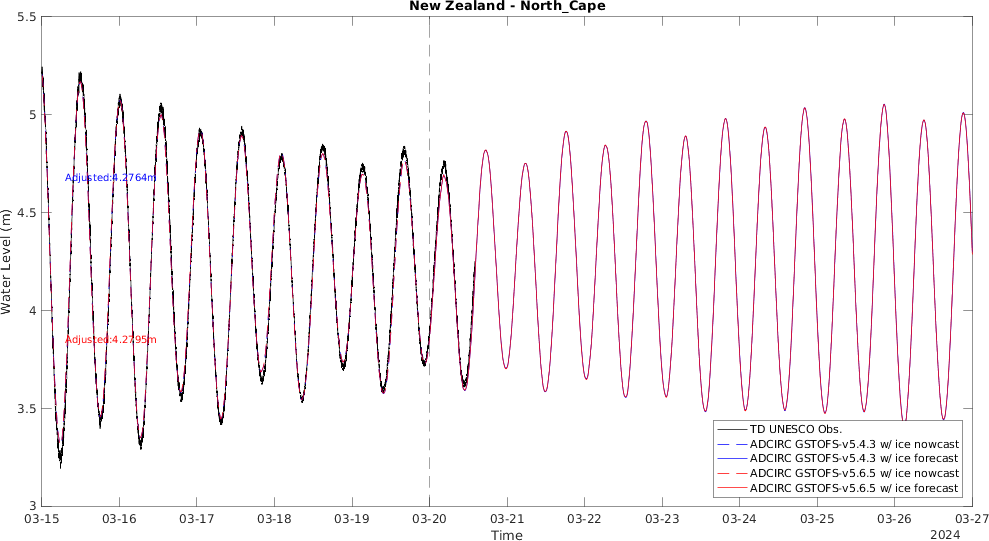 New Zealand - North_Cape
Water Level (m)
5.5
5
4.5
4
3.5
3
Adjusted:4.2764m
Adjusted:4.2795m
TD UNESCO Obs.
ADCIRC GSTOFS-v5.4.3 w/ ice nowcast
ADCIRC GSTOFS-v5.4.3 w/ ice forecast
ADCIRC GSTOFS-v5.6.5 w/ ice nowcast
ADCIRC GSTOFS-v5.6.5 w/ ice forecast
03-15 03-16 03-17 03-18 03-19 03-20 03-21 03-22 03-23 03-24 03-25 03-26 03-27
Time
2024